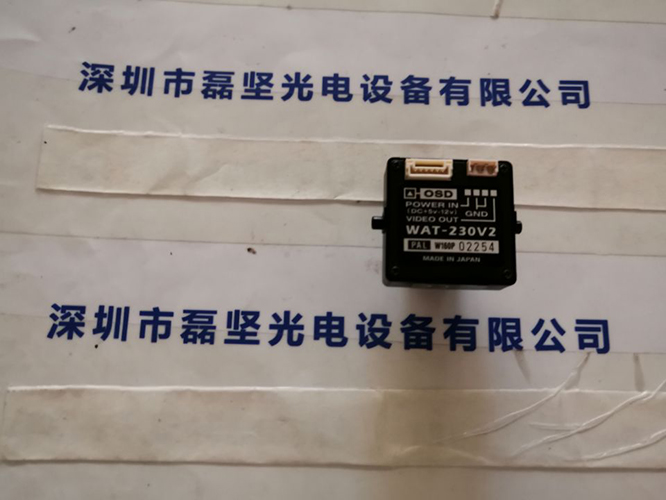 深圳市磊坚光电设备有限公司
OSD
POWER IN
(DC+5v-12v)
GND
VIDEO OUT
WAT-230V2
PAL W160P 02254
MADE IN JAPAN
深圳市磊坚光电设备有限公司